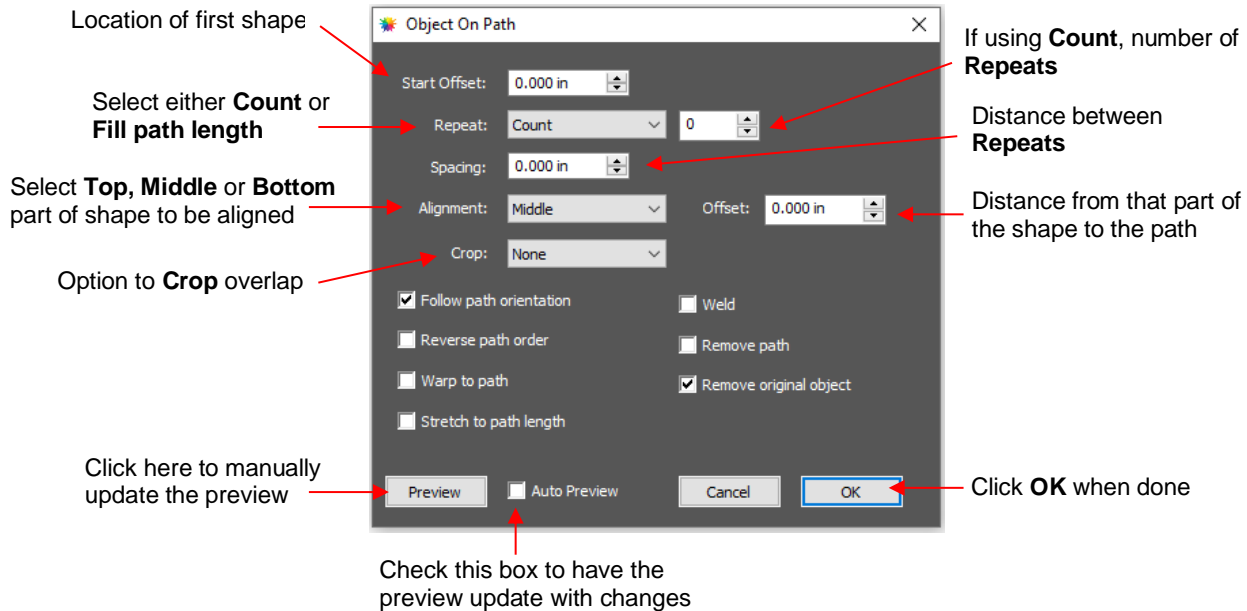 Location of first shape
Object On Path
If using Count, number of
Repeats
Start Offset: 0.000 in
Select either Count or
Fill path length
Repeat: Count 0
Distance between
Repeats
Spacing: 0.000 in
Select Top, Middle or Bottom
part of shape to be aligned
Alignment: Middle Offset: 0.000 in
Distance from that part of
the shape to the path
Option to Crop overlap
Crop: None
Follow path orientation
Weld
Reverse path order
Remove path
Warp to path
Remove original object
Stretch to path length
Click here to manually
update the preview
Preview Auto Preview Cancel OK
Click OK when done
Check this box to have the
preview update with changes